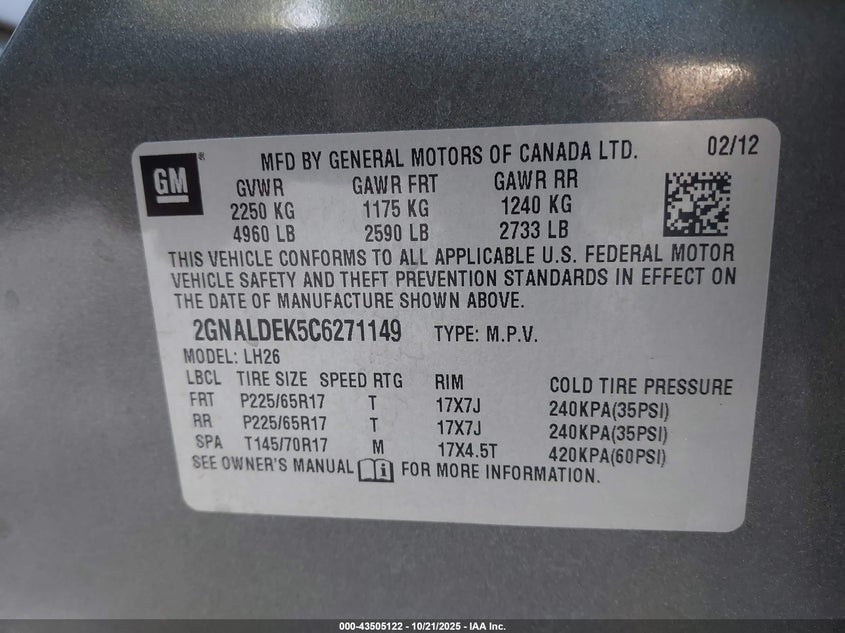 GM® MFD BY GENERAL MOTORS OF CANADA LTD. 02/12
GVWR GAWR FRT GAWR RR
2250 KG 1175 KG 1240 KG
4960 LB 2590 LB 2733 LB
THIS VEHICLE CONFORMS TO ALL APPLICABLE U.S. FEDERAL MOTOR
VEHICLE SAFETY AND THEFT PREVENTION STANDARDS IN EFFECT ON
THE DATE OF MANUFACTURE SHOWN ABOVE.
2GNALDEK5C6271149 TYPE: M.P.V.
MODEL: LH26
LBCL TIRE SIZE SPEED RTG RIM COLD TIRE PRESSURE
FRT P225/65R17 T 17X7J 240KPA(35PSI)
RR P225/65R17 T 17X7J 240KPA(35PSI)
SPA T145/70R17 M 17X4.5T 420KPA(60PSI)
SEE OWNER'S MANUAL i FOR MORE INFORMATION.
000-43505122 - 10/21/2025 - IAA Inc.